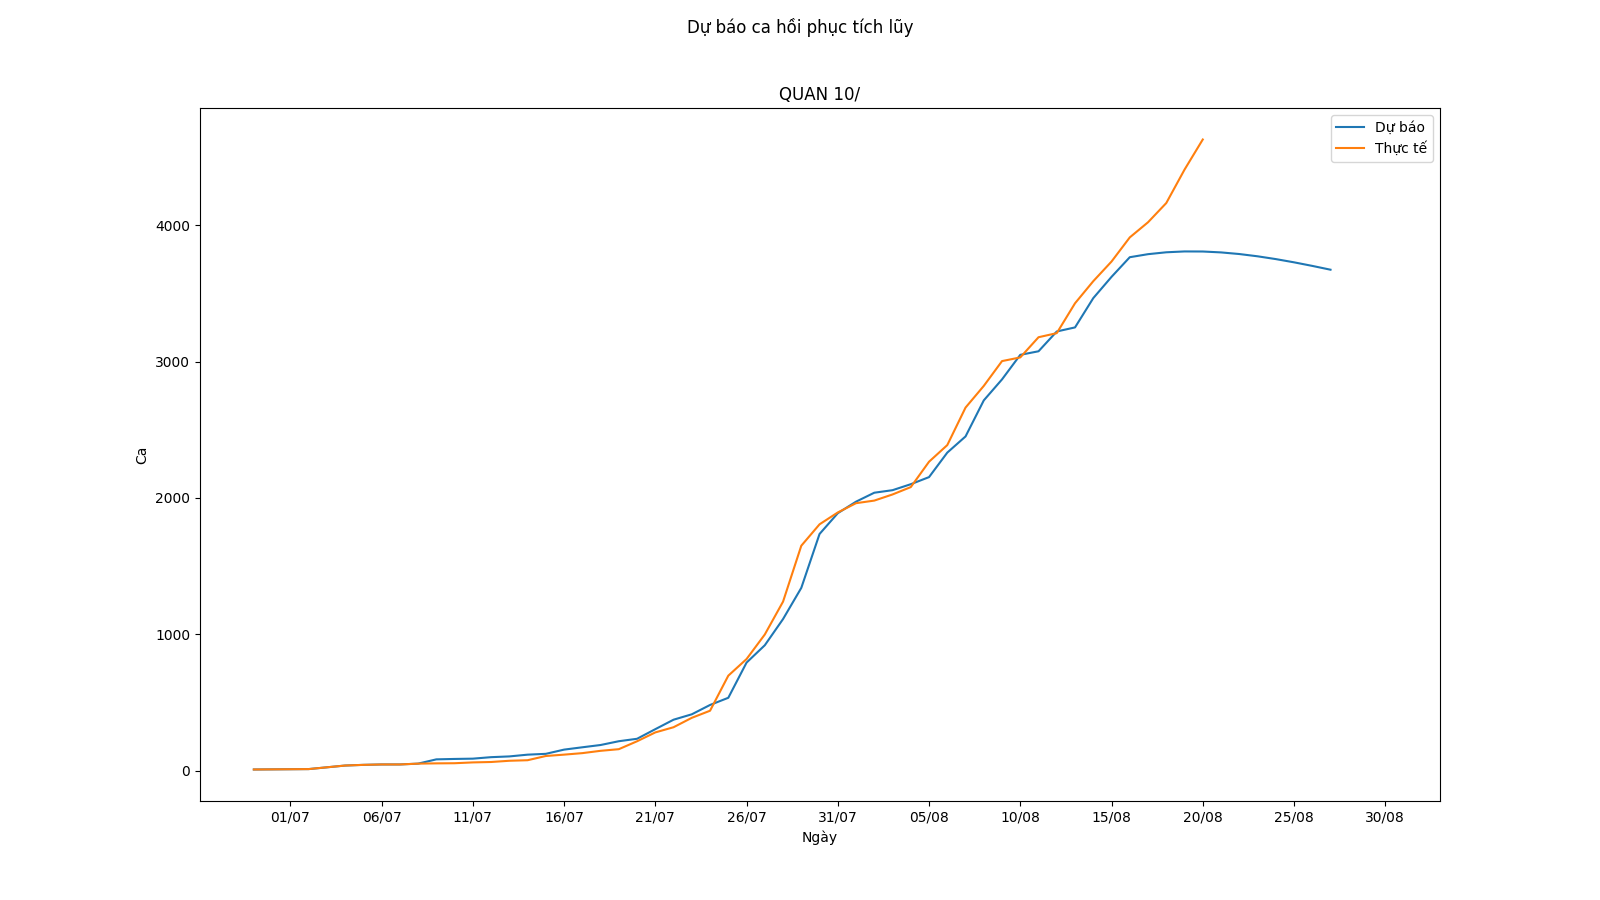 Dự báo ca hồi phục tích lũy
QUAN 10/
Dự báo
Thực tế
4000
3000
2000
1000
0
Ca
01/07 06/07 11/07 16/07 21/07 26/07 31/07 05/08 10/08 15/08 20/08 25/08 30/08
Ngày